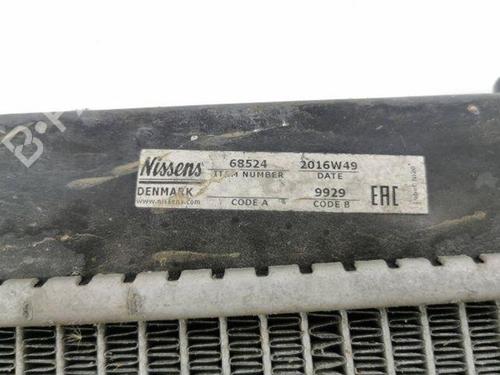 Nissens 68524 2016W49
ITEM NUMBER DATE
DENMARK 9929 EAC
www.nissens.com CODE A CODE B